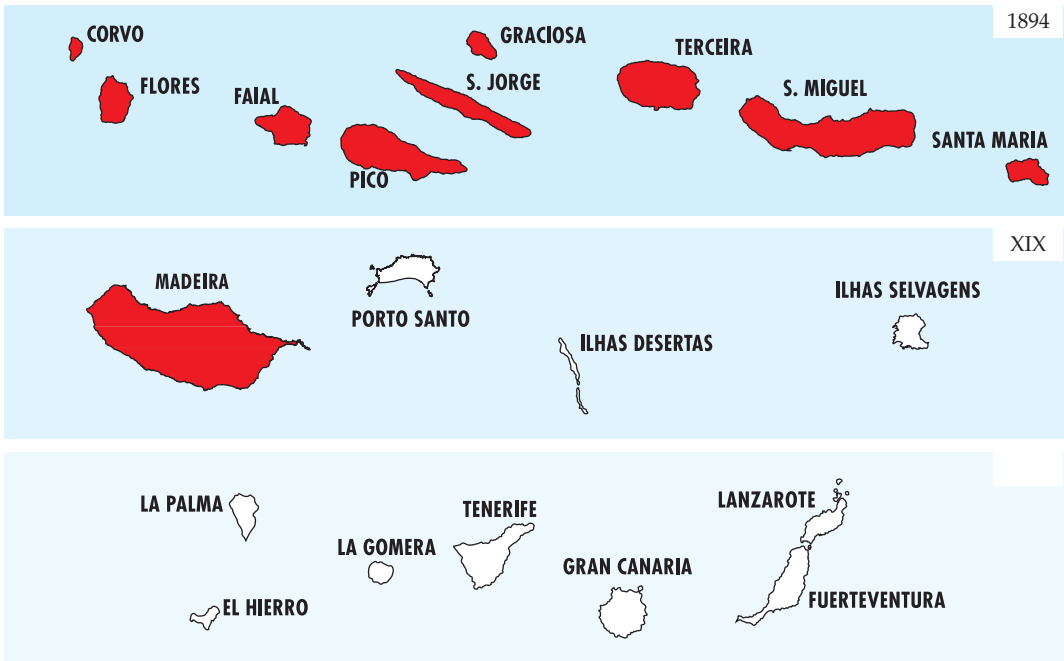 1894
CORVO
FLORES
FAIAL
PICO
GRACIOSA
S. JORGE
TERCEIRA
S. MIGUEL
SANTA MARIA
XIX
MADEIRA
PORTO SANTO
ILHAS DESERTAS
ILHAS SELVAGENS
LA PALMA
EL HIERRO
LA GOMERA
TENERIFE
GRAN CANARIA
LANZAROTE
FUERTEVENTURA